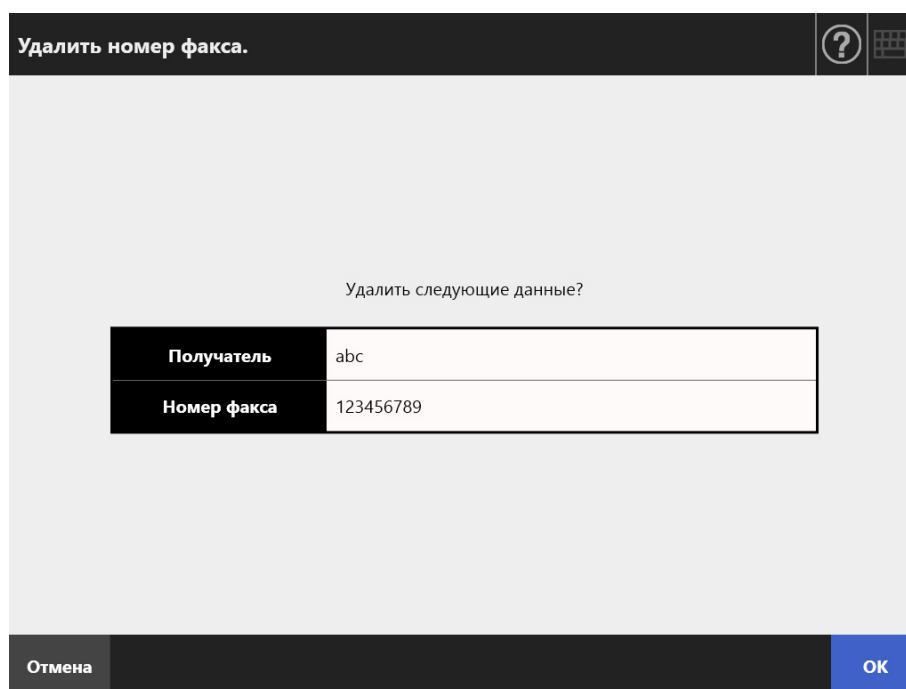 Удалить номер факса.
?
Удалить следующие данные?
Получатель abc
Номер факса 123456789
Отмена OK